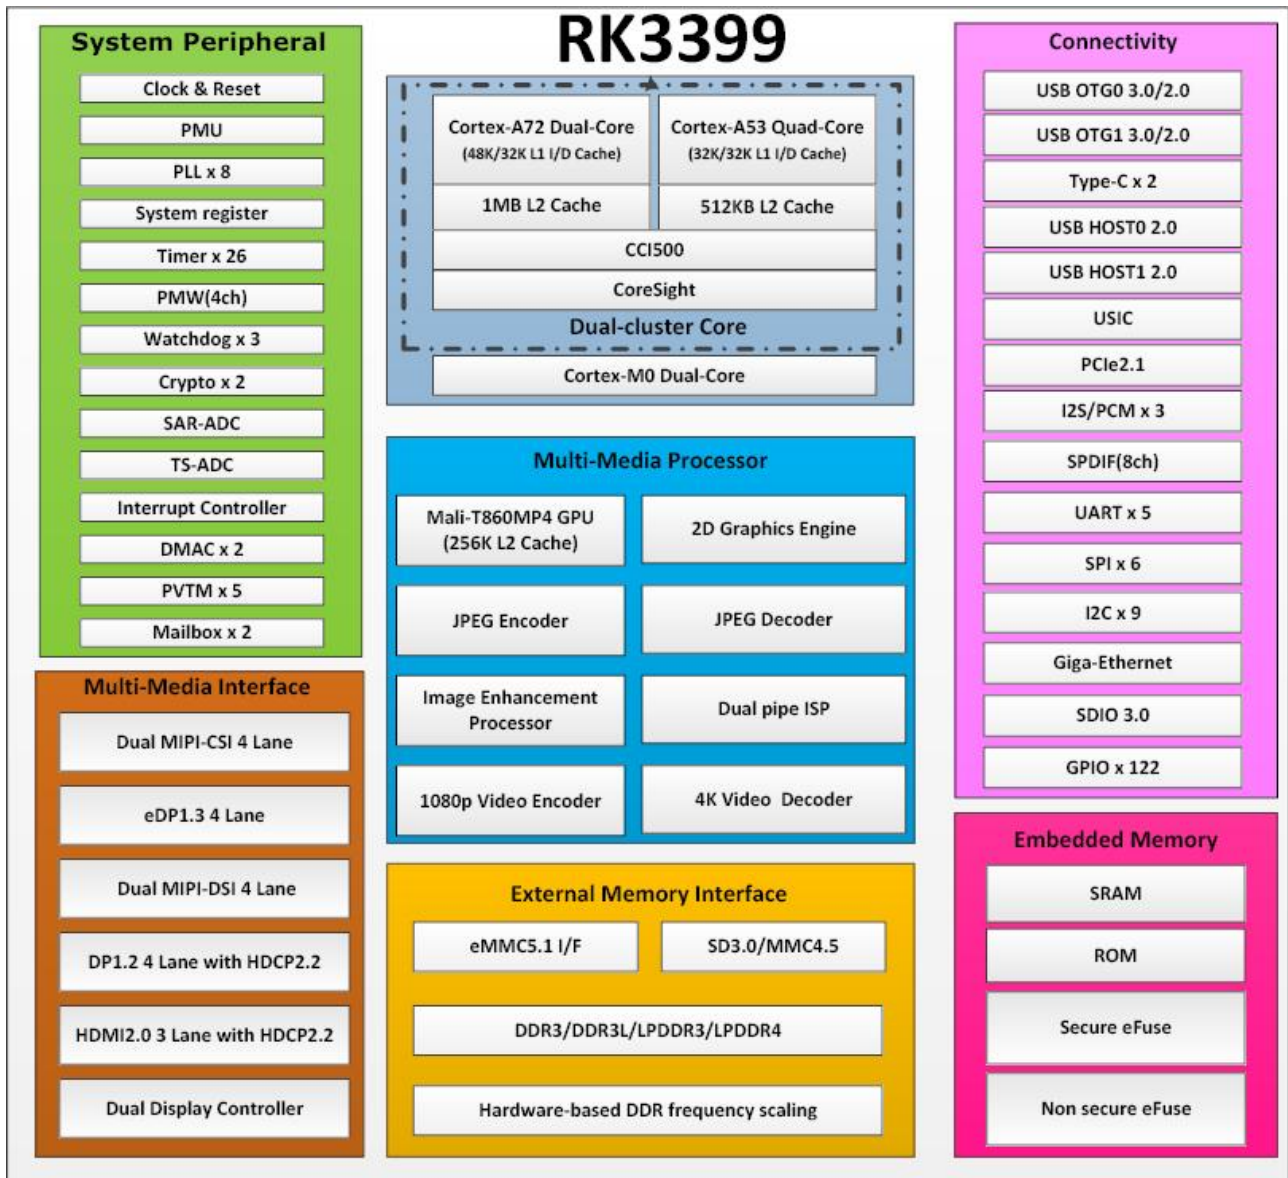 RK3399
System Peripheral
Clock & Reset
PMU
PLL x 8
System register
Timer x 26
PMW(4ch)
Watchdog x 3
Crypto x 2
SAR-ADC
TS-ADC
Interrupt Controller
DMAC x 2
PVTM x 5
Mailbox x 2
Multi-Media Interface
Dual MIPI-CSI 4 Lane
eDP1.3 4 Lane
Dual MIPI-DSI 4 Lane
DP1.2 4 Lane with HDCP2.2
HDMI2.0 3 Lane with HDCP2.2
Dual Display Controller
Cortex-A72 Dual-Core
(48K/32K L1 I/D Cache)
Cortex-A53 Quad-Core
(32K/32K L1 I/D Cache)
1MB L2 Cache
512KB L2 Cache
CCI500
CoreSight
Dual-cluster Core
Cortex-M0 Dual-Core
Multi-Media Processor
Mali-T860MP4 GPU
(256K L2 Cache)
2D Graphics Engine
JPEG Encoder
JPEG Decoder
Image Enhancement
Processor
Dual pipe ISP
1080p Video Encoder
4K Video Decoder
External Memory Interface
eMMC5.1 I/F
SD3.0/MMC4.5
DDR3/DDR3L/LPDDR3/LPDDR4
Hardware-based DDR frequency scaling
Connectivity
USB OTG0 3.0/2.0
USB OTG1 3.0/2.0
Type-C x 2
USB HOST0 2.0
USB HOST1 2.0
USIC
PCIe2.1
I2S/PCM x 3
SPDIF(8ch)
UART x 5
SPI x 6
I2C x 9
Giga-Ethernet
SDIO 3.0
GPIO x 122
Embedded Memory
SRAM
ROM
Secure eFuse
Non secure eFuse